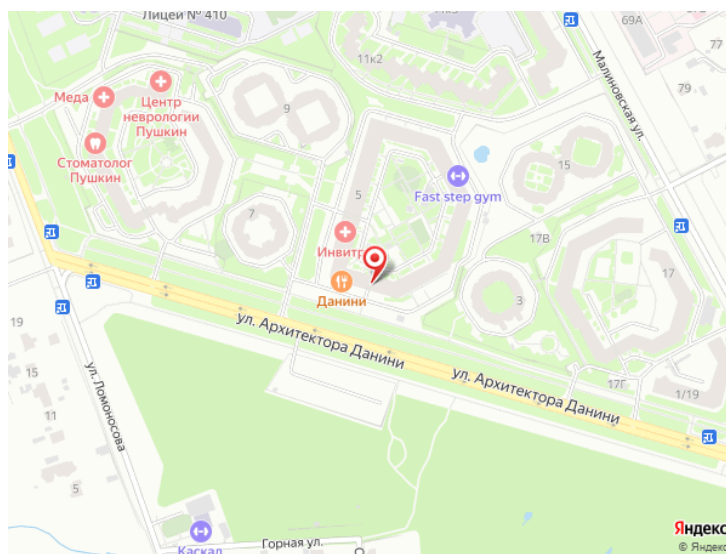 Лицей № 410
69А
77
11к2
Малиновская ул.
79
Меда
Центр
неврологии
Пушкин
9
Стоматолог
Пушкин
5
15
Fast step gym
7
17В
Инвитр
17
Данини
3
19
ул. Архитектора Данини
ул. Архитектора Данини
ул. Ломоносова
15
17Г
1/19
11
5
Яндекс
Горная ул.
Каскад
© Яндекс